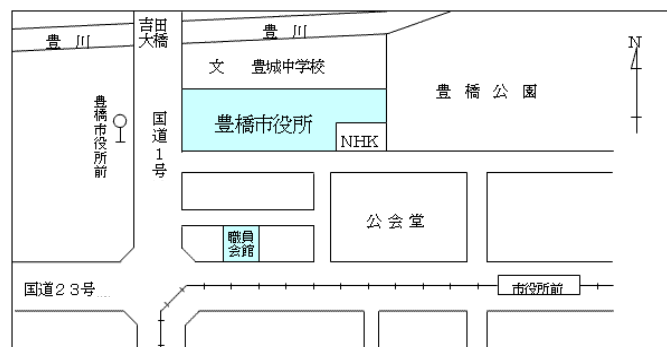 吉田
大橋
豊 川
豊 川
文 豊城中学校
豊 橋 公 園
N
豊橋市役所前
国道1号
豊橋市役所
NHK
公 会 堂
職員
会館
国道23号
市役所前